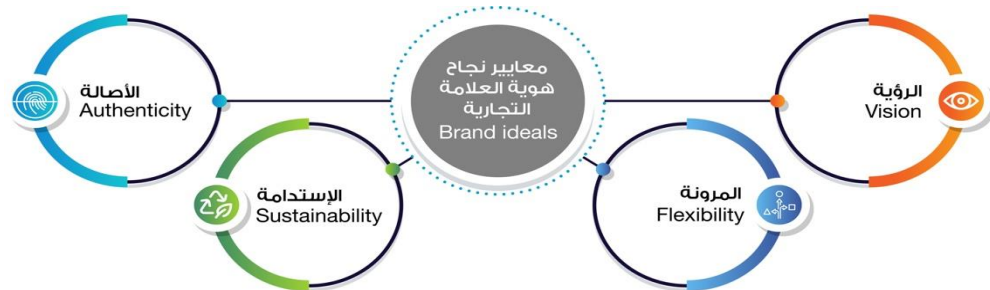 معايير نجاح
هوية العلامة
التجارية
Brand ideals
الرؤية
Vision
المرونة
Flexibility
الإستدامة
Sustainability
الأصالة
Authenticity